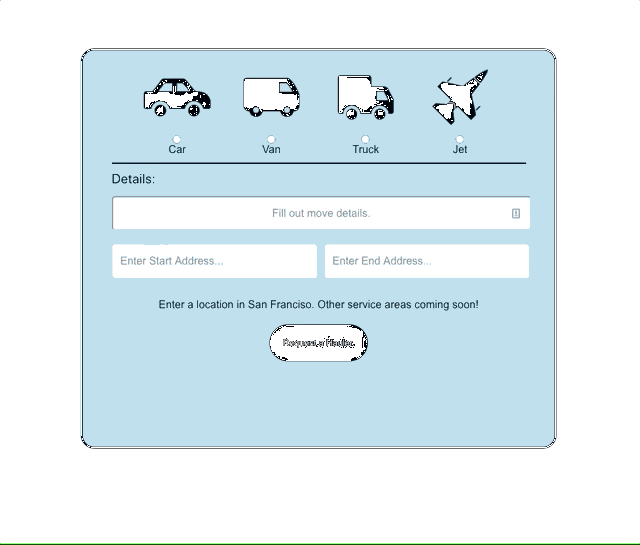 Car
Van
Truck
Jet
Details:
Fill out move details.
Enter Start Address...
Enter End Address...
Enter a location in San Franciso. Other service areas coming soon!
Request a